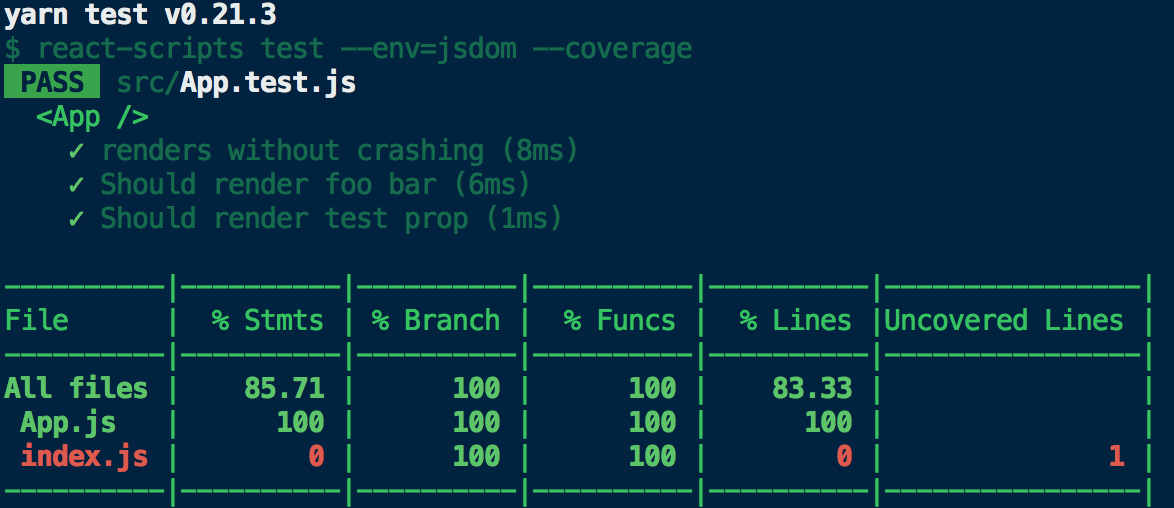 yarn test v0.21.3
$ react-scripts test --env=jsdom --coverage
PASS src/App.test.js
<App />
✓ renders without crashing (8ms)
✓ Should render foo bar (6ms)
✓ Should render test prop (1ms)
----------|----------|----------|----------|----------|----------------|
File      |  % Stmts | % Branch |  % Funcs |  % Lines |Uncovered Lines |
----------|----------|----------|----------|----------|----------------|
All files |    85.71 |      100 |      100 |    83.33 |                |
 App.js   |      100 |      100 |      100 |      100 |                |
 index.js |        0 |      100 |      100 |        0 |              1 |
----------|----------|----------|----------|----------|----------------|